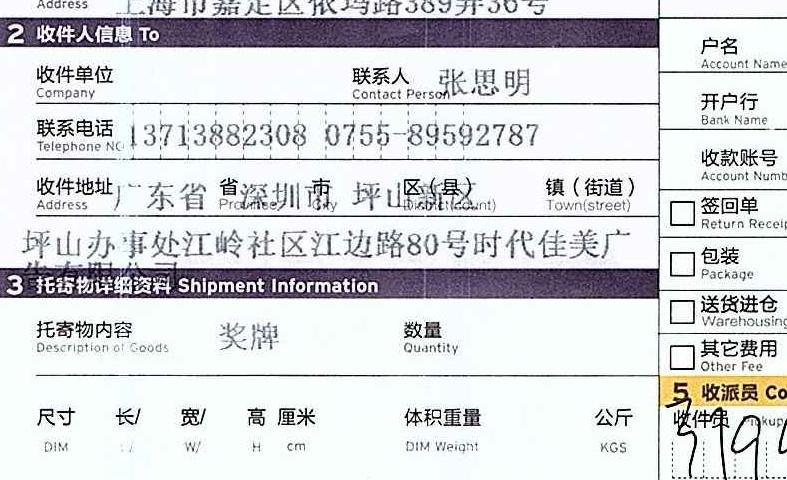 Address 上海市嘉定区依玛路389弄36号
2 收件人信息 To
户名
Account Name
收件单位 联系人 张思明
Company Contact Person
开户行
Bank Name
联系电话 13713882308 0755-89592787
Telephone NO
收款账号
Account Numb
收件地址 广东省 省 深圳市 市 坪山新区 区（县） 镇（街道）
Address Province City District(count) Town(street)
签回单
Return Receip
坪山办事处江岭社区江边路80号时代佳美广
包装
Package
告有限公司
3 托寄物详细资料 Shipment Information
送货进仓
Warehousing
托寄物内容 奖牌 数量
Description of Goods Quantity
其它费用
Other Fee
5 收派员 Co
尺寸 长/ 宽/ 高 厘米 体积重量 公斤
DIM L/ W/ H cm DIM Weight KGS
收件员 Pickup